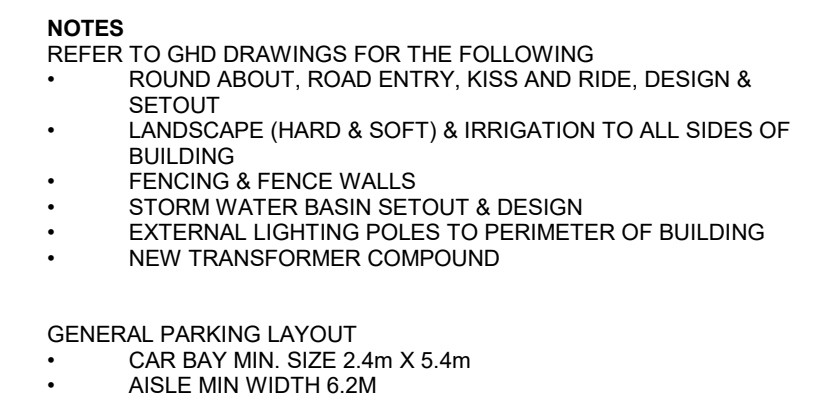 NOTES
REFER TO GHD DRAWINGS FOR THE FOLLOWING
• ROUND ABOUT, ROAD ENTRY, KISS AND RIDE, DESIGN &
SETOUT
• LANDSCAPE (HARD & SOFT) & IRRIGATION TO ALL SIDES OF
BUILDING
• FENCING & FENCE WALLS
• STORM WATER BASIN SETOUT & DESIGN
• EXTERNAL LIGHTING POLES TO PERIMETER OF BUILDING
• NEW TRANSFORMER COMPOUND
GENERAL PARKING LAYOUT
• CAR BAY MIN. SIZE 2.4m X 5.4m
• AISLE MIN WIDTH 6.2M